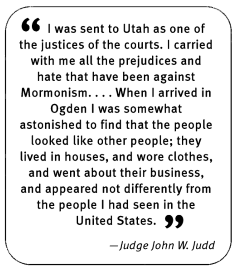 “ I was sent to Utah as one of
the justices of the courts. I carried
with me all the prejudices and
hate that have been against
Mormonism. . . . When I arrived in
Ogden I was somewhat
astonished to find that the people
looked like other people; they
lived in houses, and wore clothes,
and went about their business,
and appeared not differently from
the people I had seen in the
United States. ”
—Judge John W. Judd